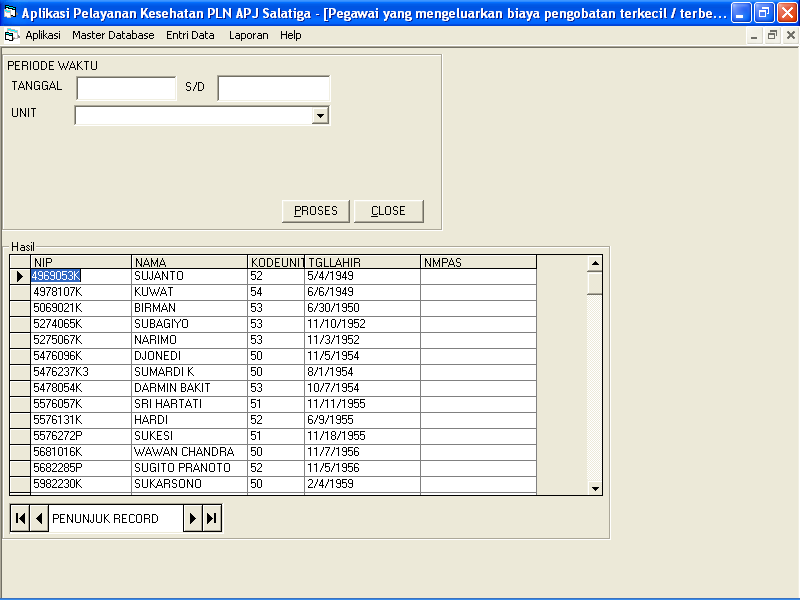 Aplikasi Pelayanan Kesehatan PLN APJ Salatiga - [Pegawai yang mengeluarkan biaya pengobatan terkecil / terbe...
Aplikasi Master Database Entri Data Laporan Help
PERIODE WAKTU
TANGGAL S/D
UNIT
PROSES CLOSE
Hasil
NIP NAMA KODEUNIT TGLLAHIR NMPAS
4969053K SUJANTO 52 5/4/1949
4978107K KUWAT 54 6/6/1949
5069021K BIRMAN 53 6/30/1950
5274065K SUBAGIYO 53 11/10/1952
5275067K NARIMO 53 11/3/1952
5476096K DJONEDI 50 11/5/1954
5476237K3 SUMARDI K 50 8/1/1954
5478054K DARMIN BAKIT 53 10/7/1954
5576057K SRI HARTATI 51 11/11/1955
5576131K HARDI 52 6/9/1955
5576272P SUKESI 51 11/18/1955
5681016K WAWAN CHANDRA 50 11/7/1956
5682285P SUGITO PRANOTO 52 11/5/1956
5982230K SUKARSONO 50 2/4/1959
PENUNJUK RECORD